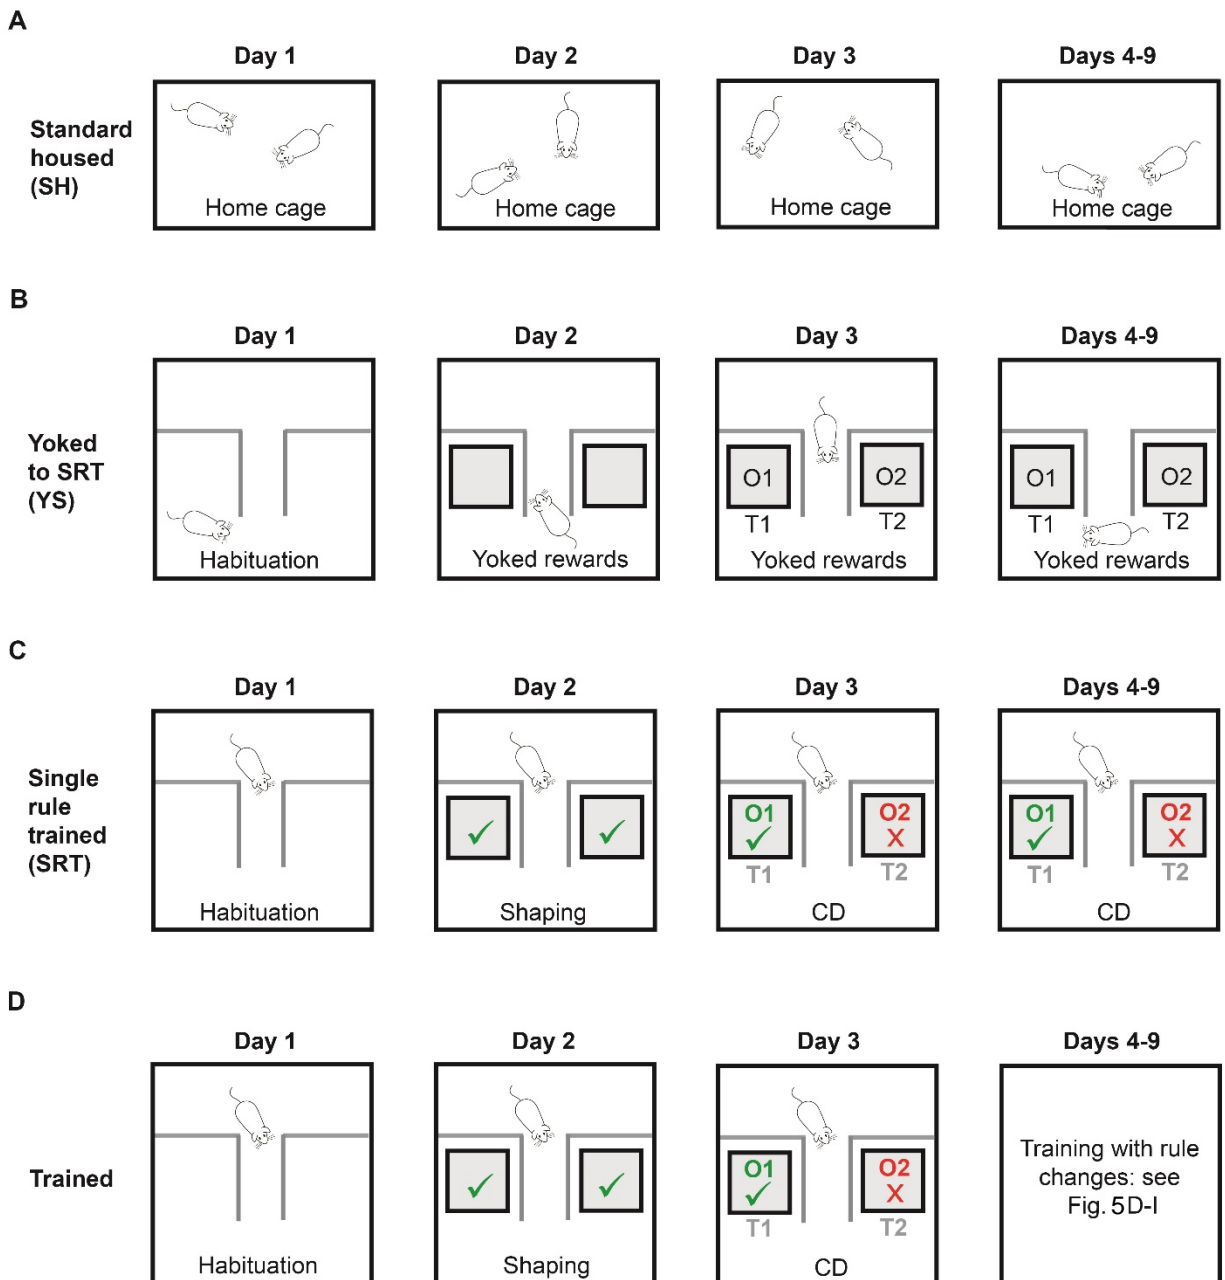 A
Day 1
Day 2
Day 3
Days 4-9
Standard
housed
(SH)
Home cage
Home cage
Home cage
Home cage
B
Day 1
Day 2
Day 3
Days 4-9
Yoked
to SRT
(YS)
O1
O2
O1
O2
T1
T2
T1
T2
Habituation
Yoked rewards
Yoked rewards
Yoked rewards
C
Day 1
Day 2
Day 3
Days 4-9
Single
rule
trained
(SRT)
✓
✓
O1
✓
O2
X
O1
✓
O2
X
T1
T2
T1
T2
Habituation
Shaping
CD
CD
D
Day 1
Day 2
Day 3
Days 4-9
Trained
✓
✓
O1
✓
O2
X
T1
T2
Training with rule
changes: see
Fig. 5D-I
Habituation
Shaping
CD